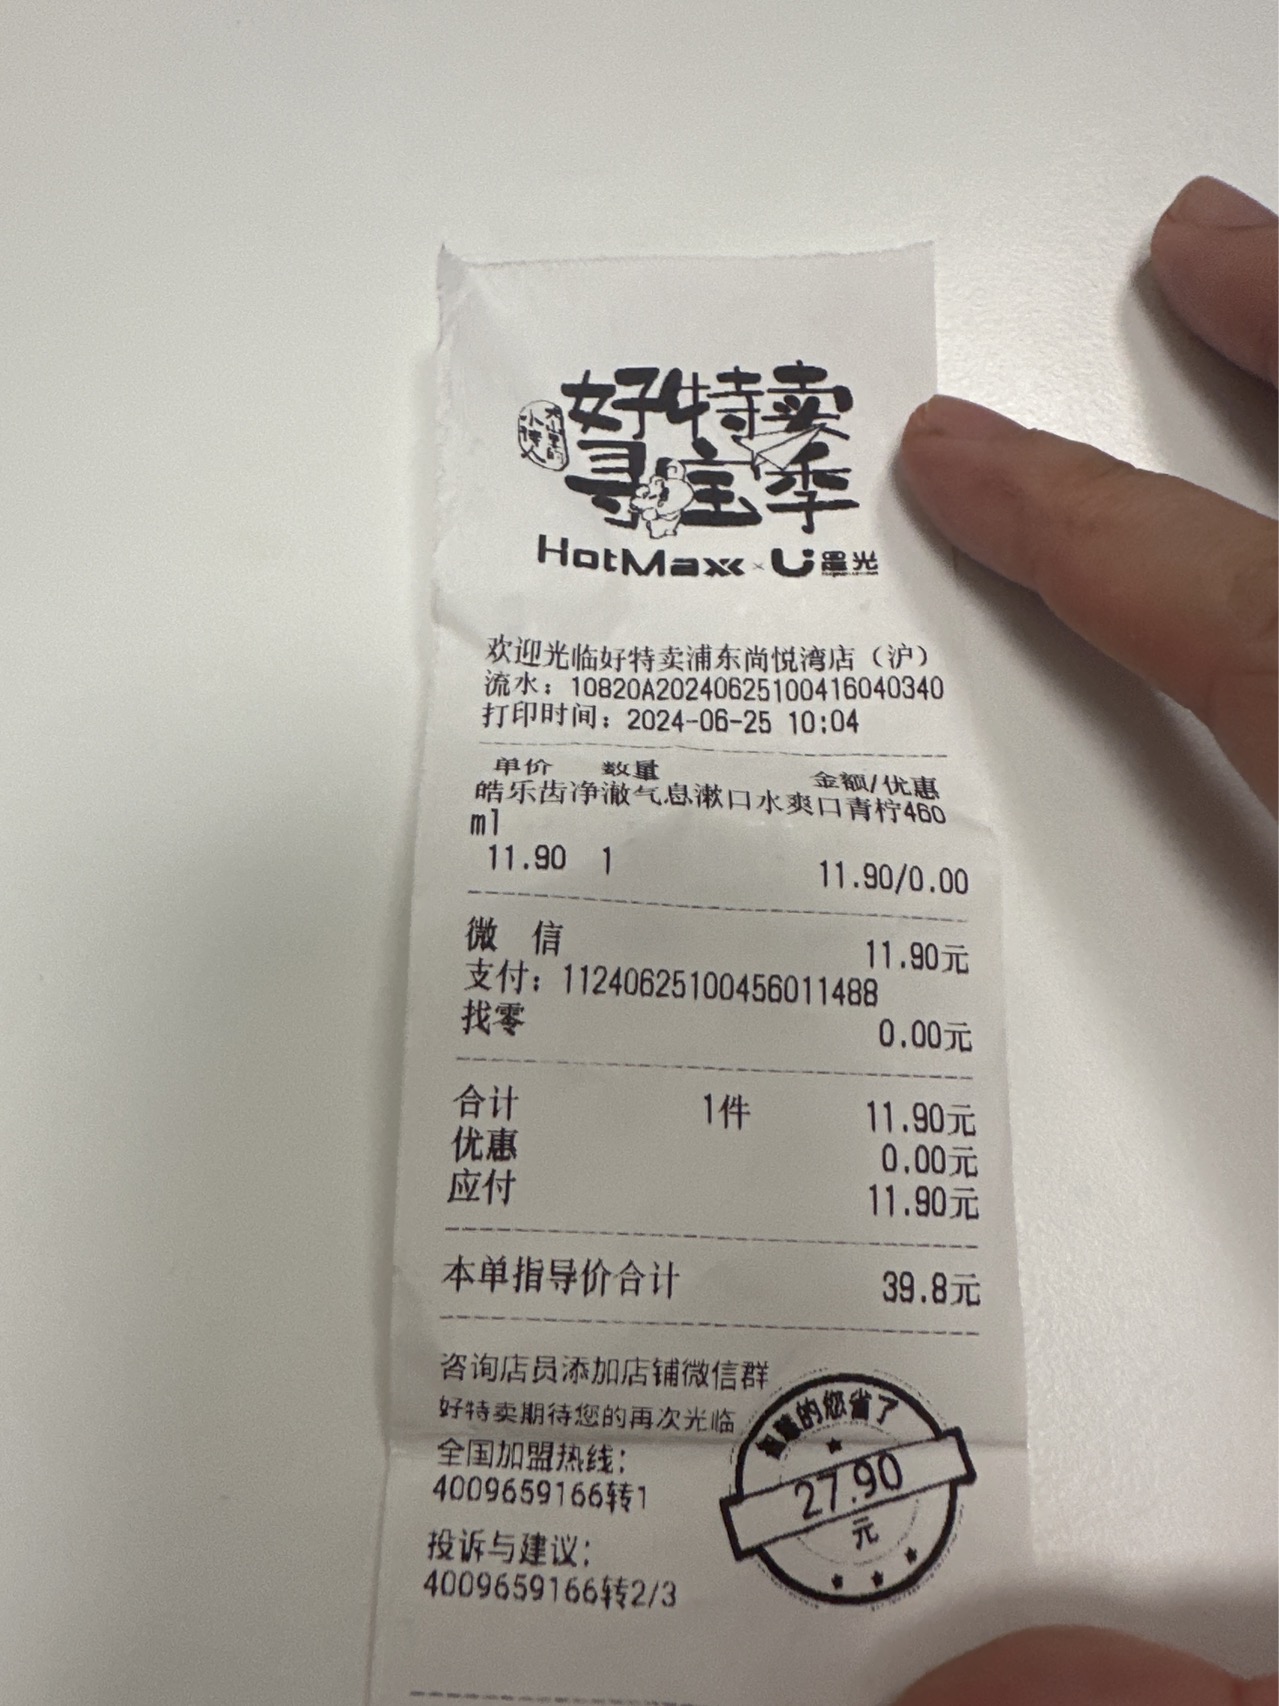 好特卖
寻宝季
HotMaxx × 晨光
欢迎光临好特卖浦东尚悦湾店（沪）
流水：10820A20240625100416040340
打印时间：2024-06-25 10:04
单价 数量 金额/优惠
皓乐齿净澈气息漱口水爽口青柠460
ml
11.90 1 11.90/0.00
微 信 11.90元
支付：11240625100456011488
找零 0.00元
合计 1件 11.90元
优惠 0.00元
应付 11.90元
本单指导价合计 39.8元
咨询店员添加店铺微信群
好特卖期待您的再次光临
全国加盟热线：
4009659166转1
投诉与建议：
4009659166转2/3
聪慧的您省了
27.90
元